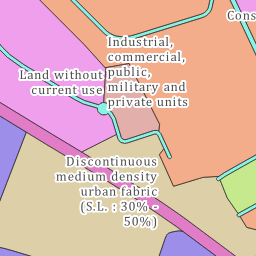 Cons
Industrial,
commercial,
public,
military and
private units
Land without
current use
Discontinuous
medium density
urban fabric
(S.L. : 30% -
50%)